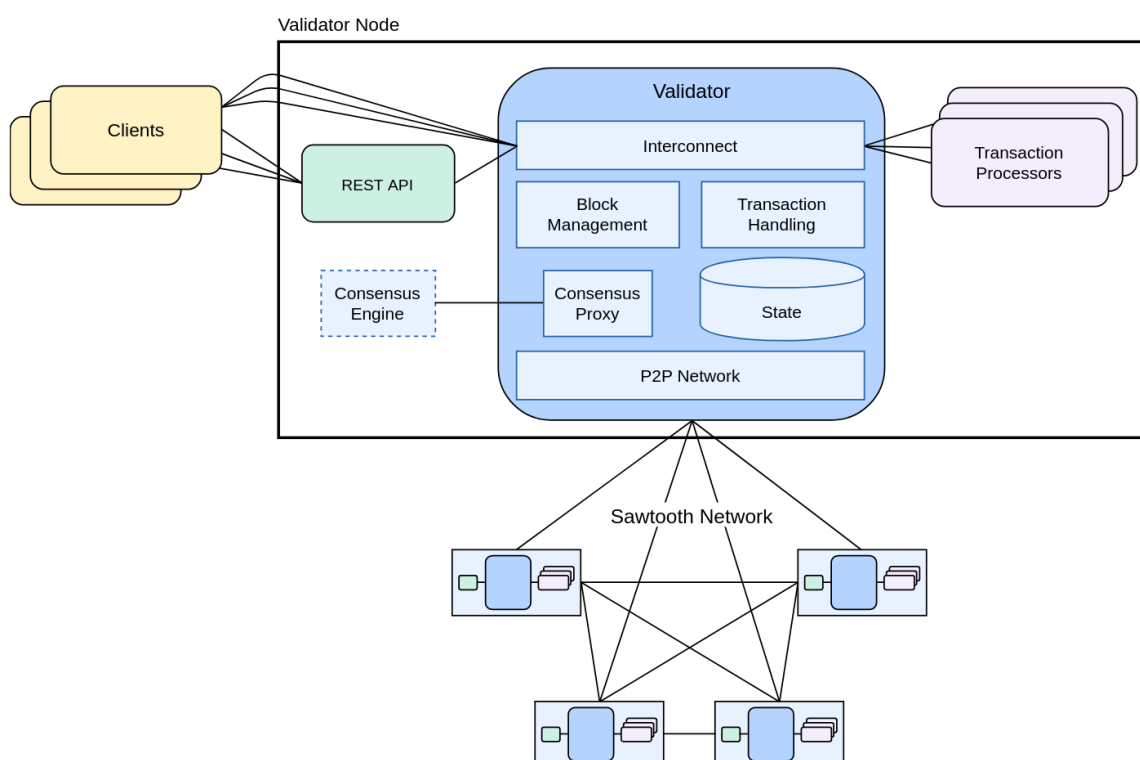 Validator Node
Clients
REST API
Validator
Interconnect
Block
Management
Transaction
Handling
Transaction
Processors
Consensus
Engine
Consensus
Proxy
State
P2P Network
Sawtooth Network